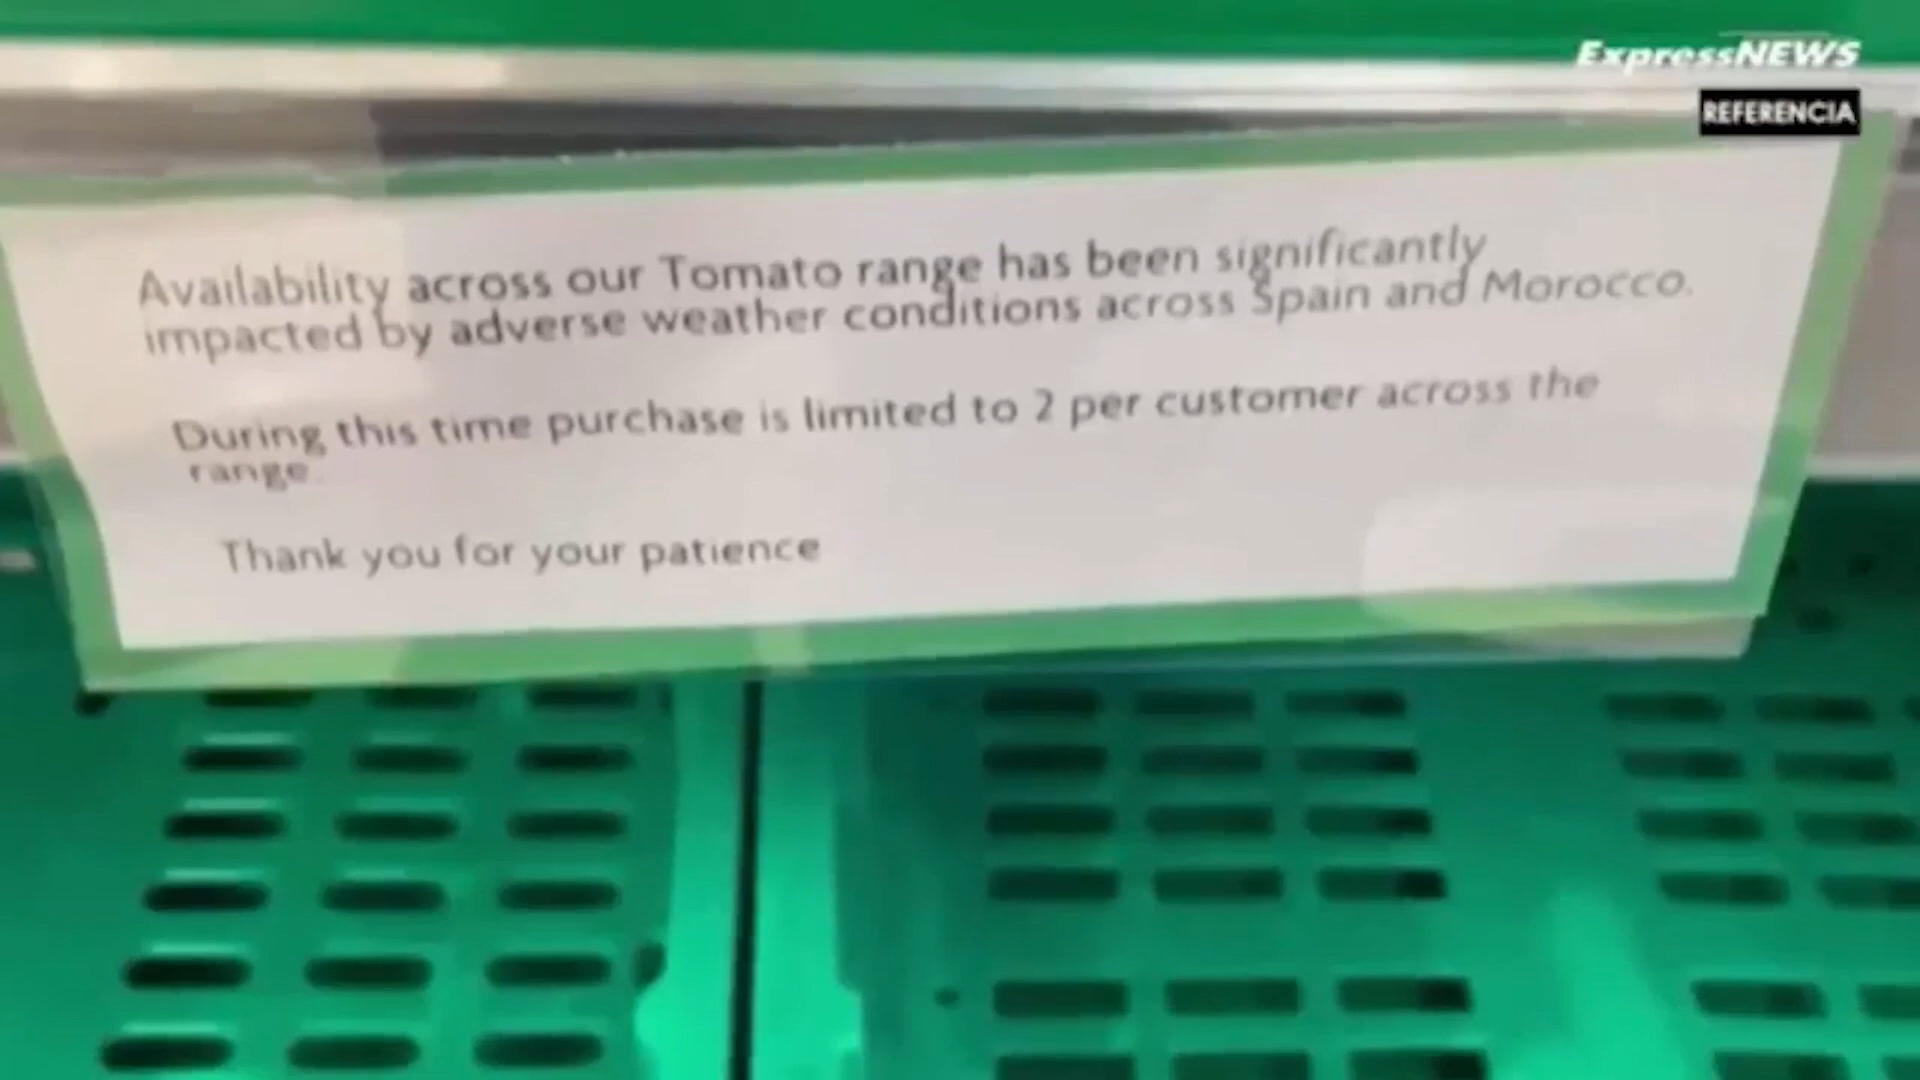 ExpressNEWS
REFERENCIA
Availability across our Tomato range has been significantly
impacted by adverse weather conditions across Spain and Morocco.
During this time purchase is limited to 2 per customer across the
range.
Thank you for your patience